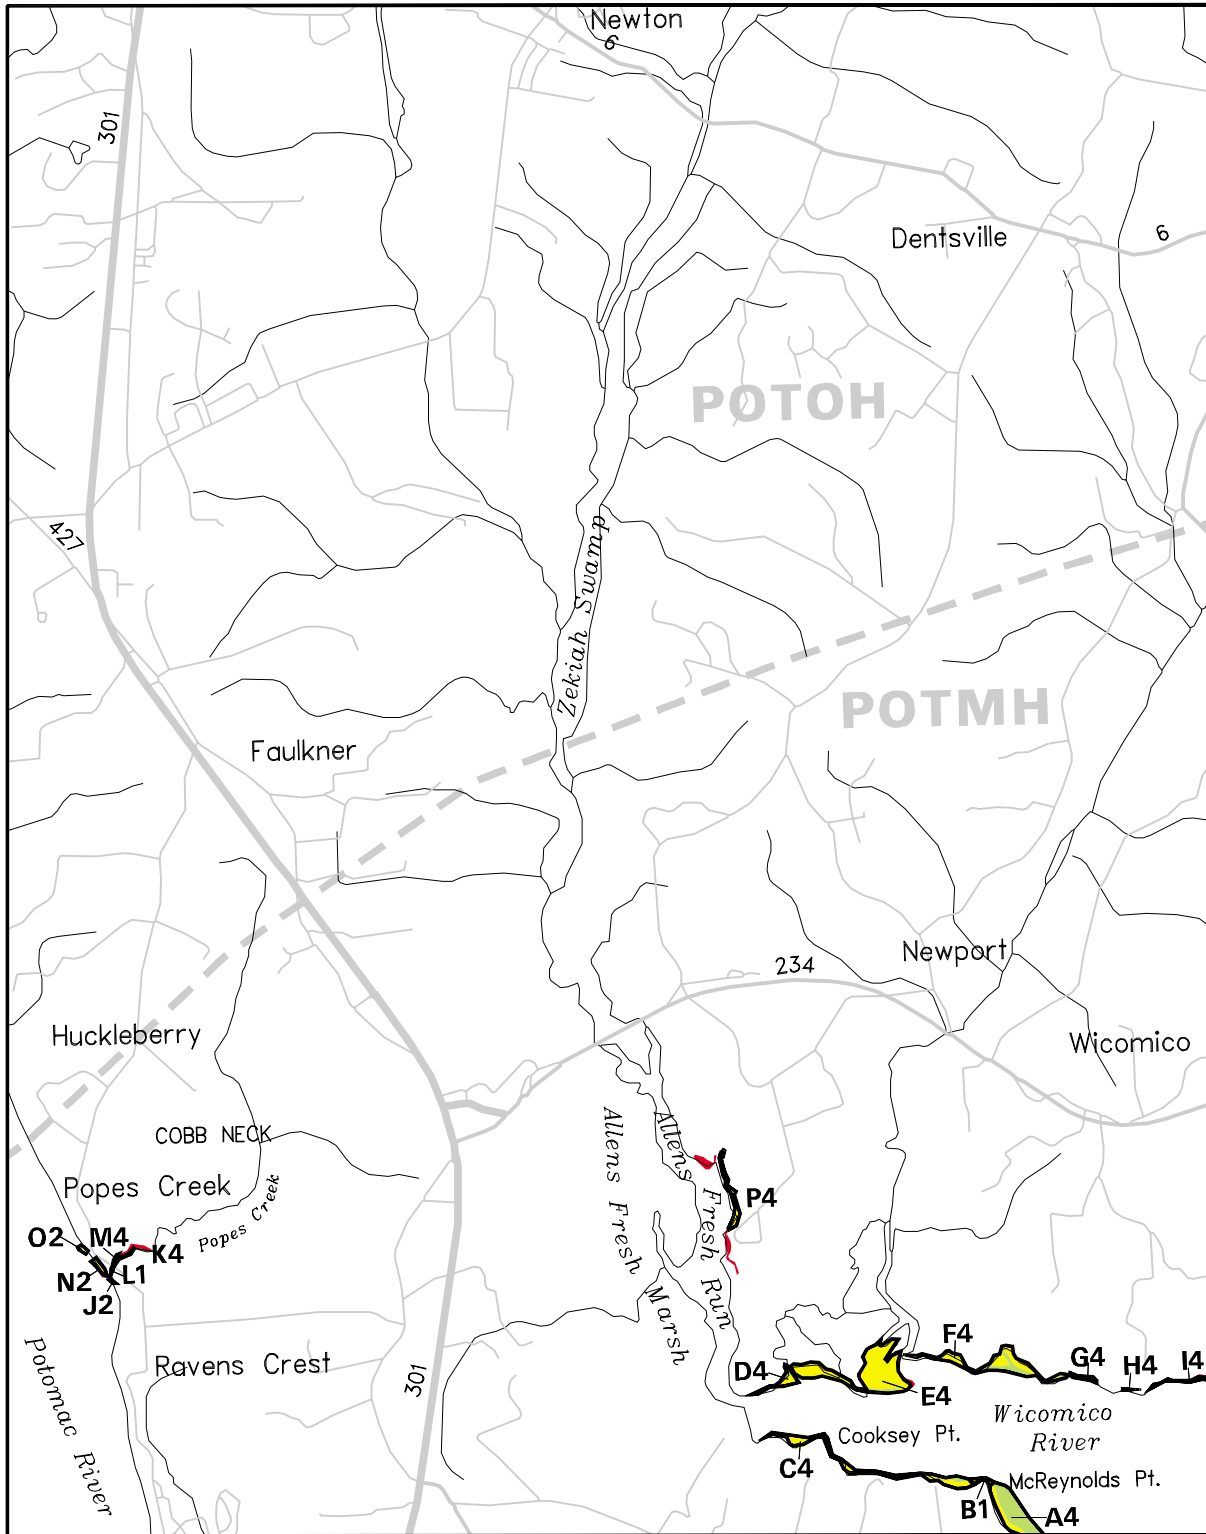 Newton
6
301
Dentsville
6
POTOH
427
Zekiah Swamp
POTMH
Faulkner
Newport
234
Huckleberry
Wicomico
COBB NECK
Allens Fresh Run
Allens Fresh Marsh
Popes Creek
Popes Creek
P4
O2
M4
K4
L1
N2
J2
Potomac River
Ravens Crest
301
F4
D4
G4
H4
I4
E4
Wicomico
River
Cooksey Pt.
C4
McReynolds Pt.
B1
A4